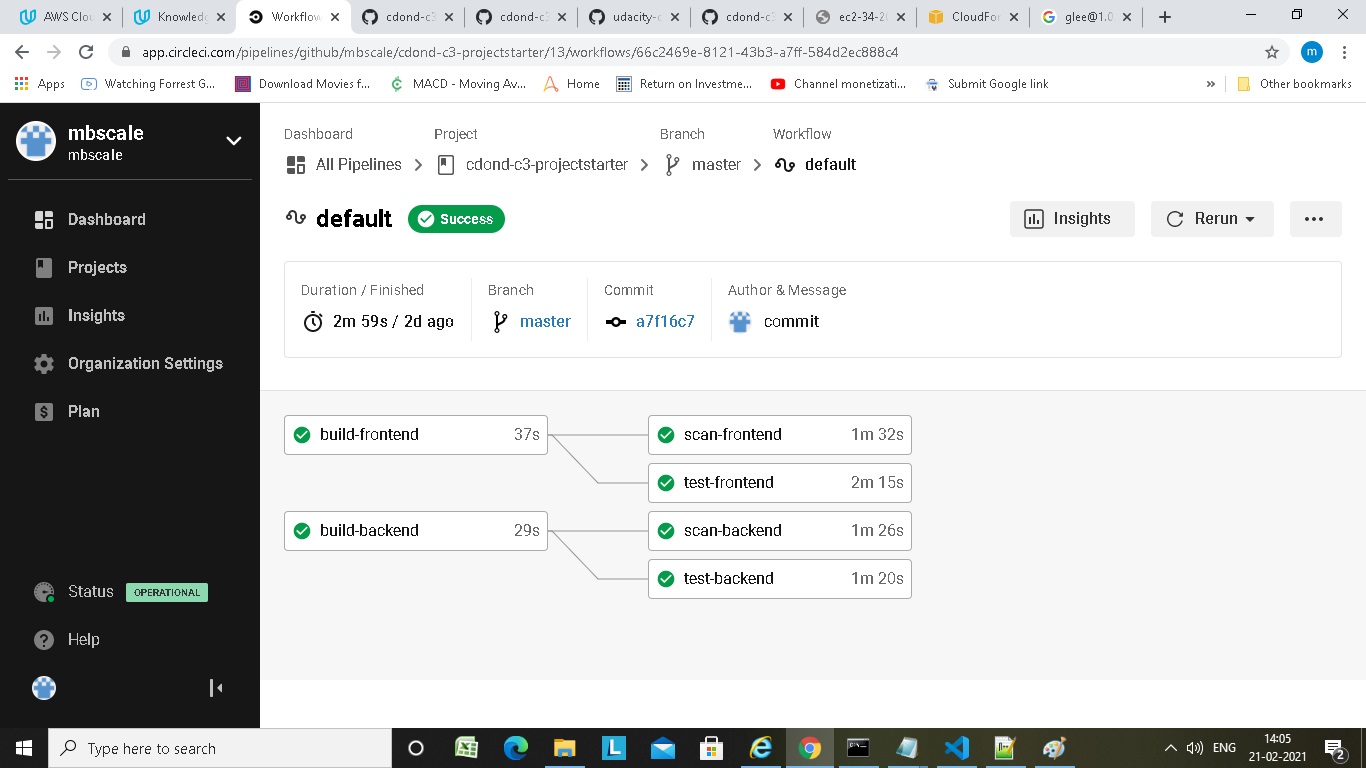 AWS Clou
Knowledg
Workflow
cdond-c3
cdond-c3
udacity-c
cdond-c3
ec2-34-20
CloudFor
glee@1.0
app.circleci.com/pipelines/github/mbscale/cdond-c3-projectstarter/13/workflows/66c2469e-8121-43b3-a7ff-584d2ec888c4
m
Apps
Watching Forrest G...
Download Movies f...
MACD - Moving Av...
Home
Return on Investme...
Channel monetizati...
Submit Google link
»
Other bookmarks
mbscale
mbscale
Dashboard
Projects
Insights
Organization Settings
Plan
Status OPERATIONAL
Help
Dashboard Project Branch Workflow
All Pipelines cdond-c3-projectstarter master default
default Success Insights Rerun
Duration / Finished Branch Commit Author & Message
2m 59s / 2d ago master a7f16c7 commit
build-frontend 37s scan-frontend 1m 32s
test-frontend 2m 15s
build-backend 29s scan-backend 1m 26s
test-backend 1m 20s
Type here to search
ENG
14:05
21-02-2021
2